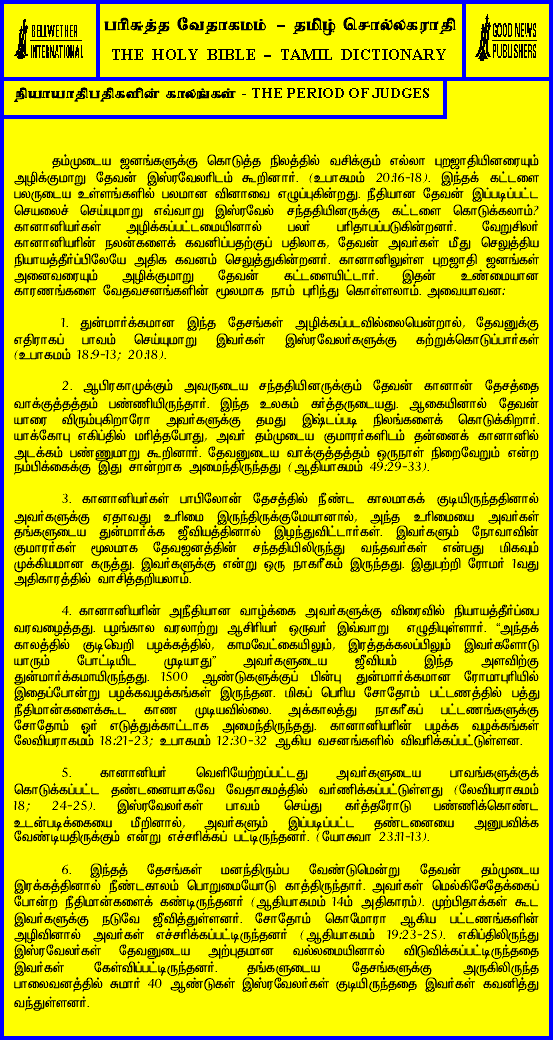 BELLWETHER
INTERNATIONAL
பரிசுத்த வேதாகமம் – தமிழ் சொல்லகராதி
THE HOLY BIBLE – TAMIL DICTIONARY
GOOD NEWS
PUBLISHERS
நியாயாதிபதிகளின் காலங்கள் - THE PERIOD OF JUDGES
தம்முடைய ஜனங்களுக்கு கொடுத்த நிலத்தில் வசிக்கும் எல்லா புறஜாதியினரையும்
அழிக்குமாறு தேவன் இஸ்ரவேலரிடம் கூறினார். (உபாகமம் 20:16-18). இந்தக் கட்டளை
பலருடைய உள்ளங்களில் பலமான வினாவை எழுப்புகின்றது. நீதியான தேவன் இப்படிப்பட்ட
செயலைச் செய்யுமாறு எவ்வாறு இஸ்ரவேல் சந்ததியினருக்கு கட்டளை கொடுக்கலாம்?
கானானியர்கள் அழிக்கப்பட்டமையினால் பலர் பரிதாபப்படுகின்றனர். வேறுசிலர்
கானானியரின் நலன்களைக் கவனிப்பதற்குப் பதிலாக, தேவன் அவர்கள் மீது செலுத்திய
நியாயத்தீர்ப்பிலேயே அதிக கவனம் செலுத்துகின்றனர். கானானிலுள்ள புறஜாதி ஜனங்கள்
அனைவரையும் அழிக்குமாறு தேவன் கட்டளையிட்டார். இதன் உண்மையான
காரணங்களை வேதவசனங்களின் மூலமாக நாம் புரிந்து கொள்ளலாம். அவையாவன:
1. துன்மார்க்கமான இந்த தேசங்கள் அழிக்கப்படவில்லையென்றால், தேவனுக்கு
எதிராகப் பாவம் செய்யுமாறு இவர்கள் இஸ்ரவேலர்களுக்கு கற்றுக்கொடுப்பார்கள்
(உபாகமம் 18:9-13; 20:18).
2. ஆபிரகாமுக்கும் அவருடைய சந்ததியினருக்கும் தேவன் கானான் தேசத்தை
வாக்குத்தத்தம் பண்ணியிருந்தார். இந்த உலகம் கர்த்தருடையது. ஆகையினால் தேவன்
யாரை விரும்புகிறாரோ அவர்களுக்கு தமது இஷ்டப்படி நிலங்களைக் கொடுக்கிறார்.
யாக்கோபு எகிப்தில் மரித்தபோது, அவர் தம்முடைய குமாரர்களிடம் தன்னைக் கானானில்
அடக்கம் பண்ணுமாறு கூறினார். தேவனுடைய வாக்குத்தத்தம் ஒருநாள் நிறைவேறும் என்ற
நம்பிக்கைக்கு இது சான்றாக அமைந்திருந்தது (ஆதியாகமம் 49:29-33).
3. கானானியர்கள் பாபிலோன் தேசத்தில் நீண்ட காலமாகக் குடியிருந்ததினால்
அவர்களுக்கு ஏதாவது உரிமை இருந்திருக்குமேயானால், அந்த உரிமையை அவர்கள்
தங்களுடைய துன்மார்க்க ஜீவியத்தினால் இழந்துவிட்டார்கள். இவர்களும் நோவாவின்
குமாரர்கள் மூலமாக தேவஜனத்தின் சந்ததியிலிருந்து வந்தவர்கள் என்பது மிகவும்
முக்கியமான கருத்து. இவர்களுக்கு என்று ஒரு நாகரீகம் இருந்தது. இதுபற்றி ரோமர் 1வது
அதிகாரத்தில் வாசித்தறியலாம்.
4. கானானியரின் அநீதியான வாழ்க்கை அவர்களுக்கு விரைவில் நியாயத்தீர்ப்பை
வரவழைத்தது. பழங்கால வரலாற்று ஆசிரியர் ஒருவர் இவ்வாறு எழுதியுள்ளார். “அந்தக்
காலத்தில் குடிவெறி பழக்கத்தில், காமவேட்கையிலும், இரத்தக்கலப்பிலும் இவர்களோடு
யாரும் போட்டியிட முடியாது” அவர்களுடைய ஜீவியம் இந்த அளவிற்கு
துன்மார்க்கமாயிருந்தது. 1500 ஆண்டுகளுக்குப் பின்பு துன்மார்க்கமான ரோமாபுரியில்
இதைப்போன்று பழக்கவழக்கங்கள் இருந்தன. மிகப் பெரிய சோதோம் பட்டணத்தில் பத்து
நீதிமான்களைக்கூட காண முடியவில்லை. அக்காலத்து நாகரீகப் பட்டணங்களுக்கு
சோதோம் ஓர் எடுத்துக்காட்டாக அமைந்திருந்தது. கானானியரின் பழக்க வழக்கங்கள்
லேவியராகமம் 18:21-23; உபாகமம் 12:30-32 ஆகிய வசனங்களில் விவரிக்கப்பட்டுள்ளன.
5. கானானியர் வெளியேற்றப்பட்டது அவர்களுடைய பாவங்களுக்குக்
கொடுக்கப்பட்ட தண்டனையாகவே வேதாகமத்தில் வர்ணிக்கப்பட்டுள்ளது (லேவியராகமம்
18; 24-25). இஸ்ரவேலர்கள் பாவம் செய்து கர்த்தரோடு பண்ணிக்கொண்ட
உடன்படிக்கையை மீறினால், அவர்களும் இப்படிப்பட்ட தண்டனையை அனுபவிக்க
வேண்டியதிருக்கும் என்று எச்சரிக்கப் பட்டிருந்தனர். (யோசுவா 23:11-13).
6. இந்தத் தேசங்கள் மனந்திரும்ப வேண்டுமென்று தேவன் தம்முடைய
இரக்கத்தினால் நீண்டகாலம் பொறுமையோடு காத்திருந்தார். அவர்கள் மெல்கிசேதேக்கைப்
போன்ற நீதிமான்களைக் கண்டிருந்தனர் (ஆதியாகமம் 14ம் அதிகாரம்). முற்பிதாக்கள் கூட
இவர்களுக்கு நடுவே ஜீவித்துள்ளனர். சோதோம் கொமோரா ஆகிய பட்டணங்களின்
அழிவினால் அவர்கள் எச்சரிக்கப்பட்டிருந்தனர் (ஆதியாகமம் 19:23-25). எகிப்திலிருந்து
இஸ்ரவேலர்கள் தேவனுடைய அற்புதமான வல்லமையினால் விடுவிக்கப்பட்டிருந்ததை
இவர்கள் கேள்விப்பட்டிருந்தனர். தங்களுடைய தேசங்களுக்கு அருகிலிருந்த
பாலைவனத்தில் சுமார் 40 ஆண்டுகள் இஸ்ரவேலர்கள் குடியிருந்ததை இவர்கள் கவனித்து
வந்துள்ளனர்.